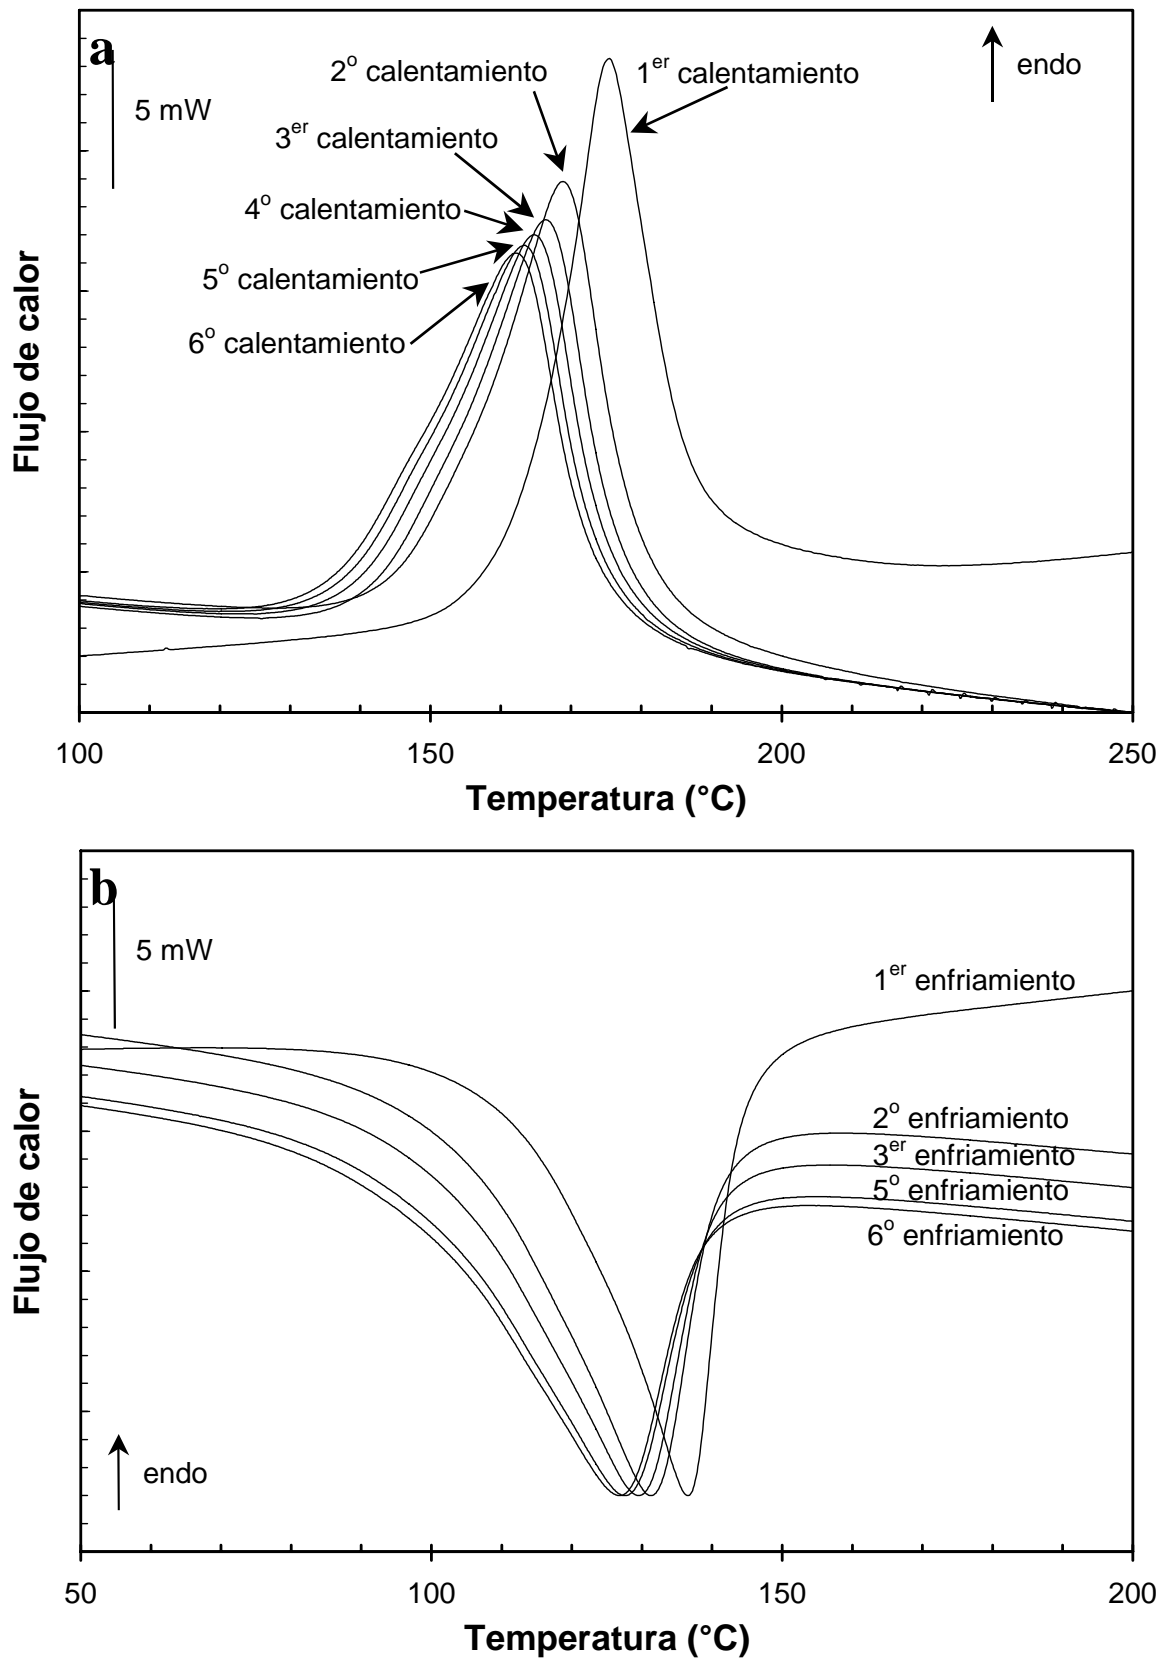 a
5 mW
2º calentamiento
1er calentamiento
endo
3er calentamiento
4º calentamiento
5º calentamiento
6º calentamiento
Flujo de calor
100 150 200 250
Temperatura (°C)
b
5 mW
1er enfriamiento
2º enfriamiento
3er enfriamiento
5º enfriamiento
6º enfriamiento
Flujo de calor
endo
50 100 150 200
Temperatura (°C)